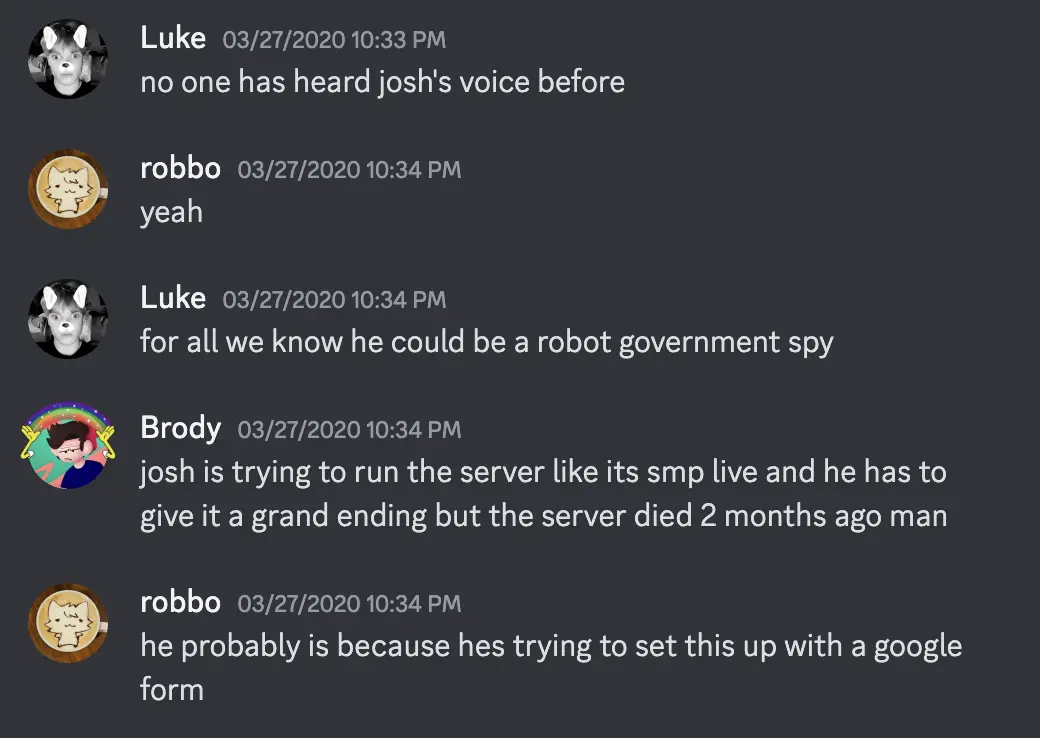 Luke 03/27/2020 10:33 PM
no one has heard josh's voice before
robbo 03/27/2020 10:34 PM
yeah
Luke 03/27/2020 10:34 PM
for all we know he could be a robot government spy
Brody 03/27/2020 10:34 PM
josh is trying to run the server like its smp live and he has to
give it a grand ending but the server died 2 months ago man
robbo 03/27/2020 10:34 PM
he probably is because hes trying to set this up with a google
form